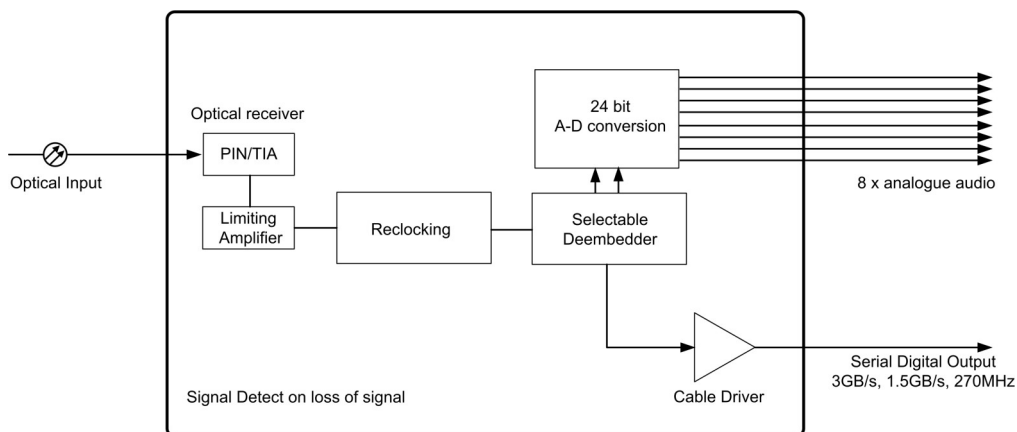 Optical receiver
PIN/TIA
Optical Input
Limiting
Amplifier
Reclocking
Selectable
Deembedder
24 bit
A-D conversion
8 x analogue audio
Cable Driver
Serial Digital Output
3GB/s, 1.5GB/s, 270MHz
Signal Detect on loss of signal